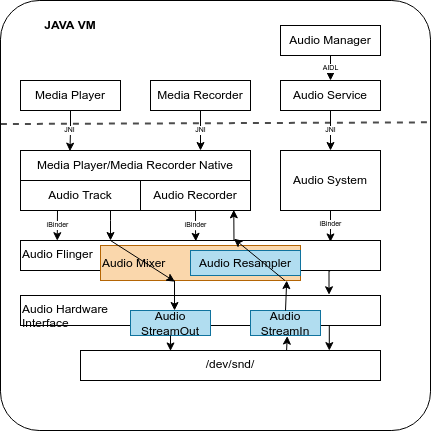 JAVA VM
Audio Manager
AIDL
Media Player
Media Recorder
Audio Service
JNI
JNI
JNI
Media Player/Media Recorder Native
Audio System
Audio Track
Audio Recorder
iBinder
iBinder
iBinder
Audio Flinger
Audio Mixer
Audio Resampler
Audio Hardware
Interface
Audio
StreamOut
Audio
StreamIn
/dev/snd/